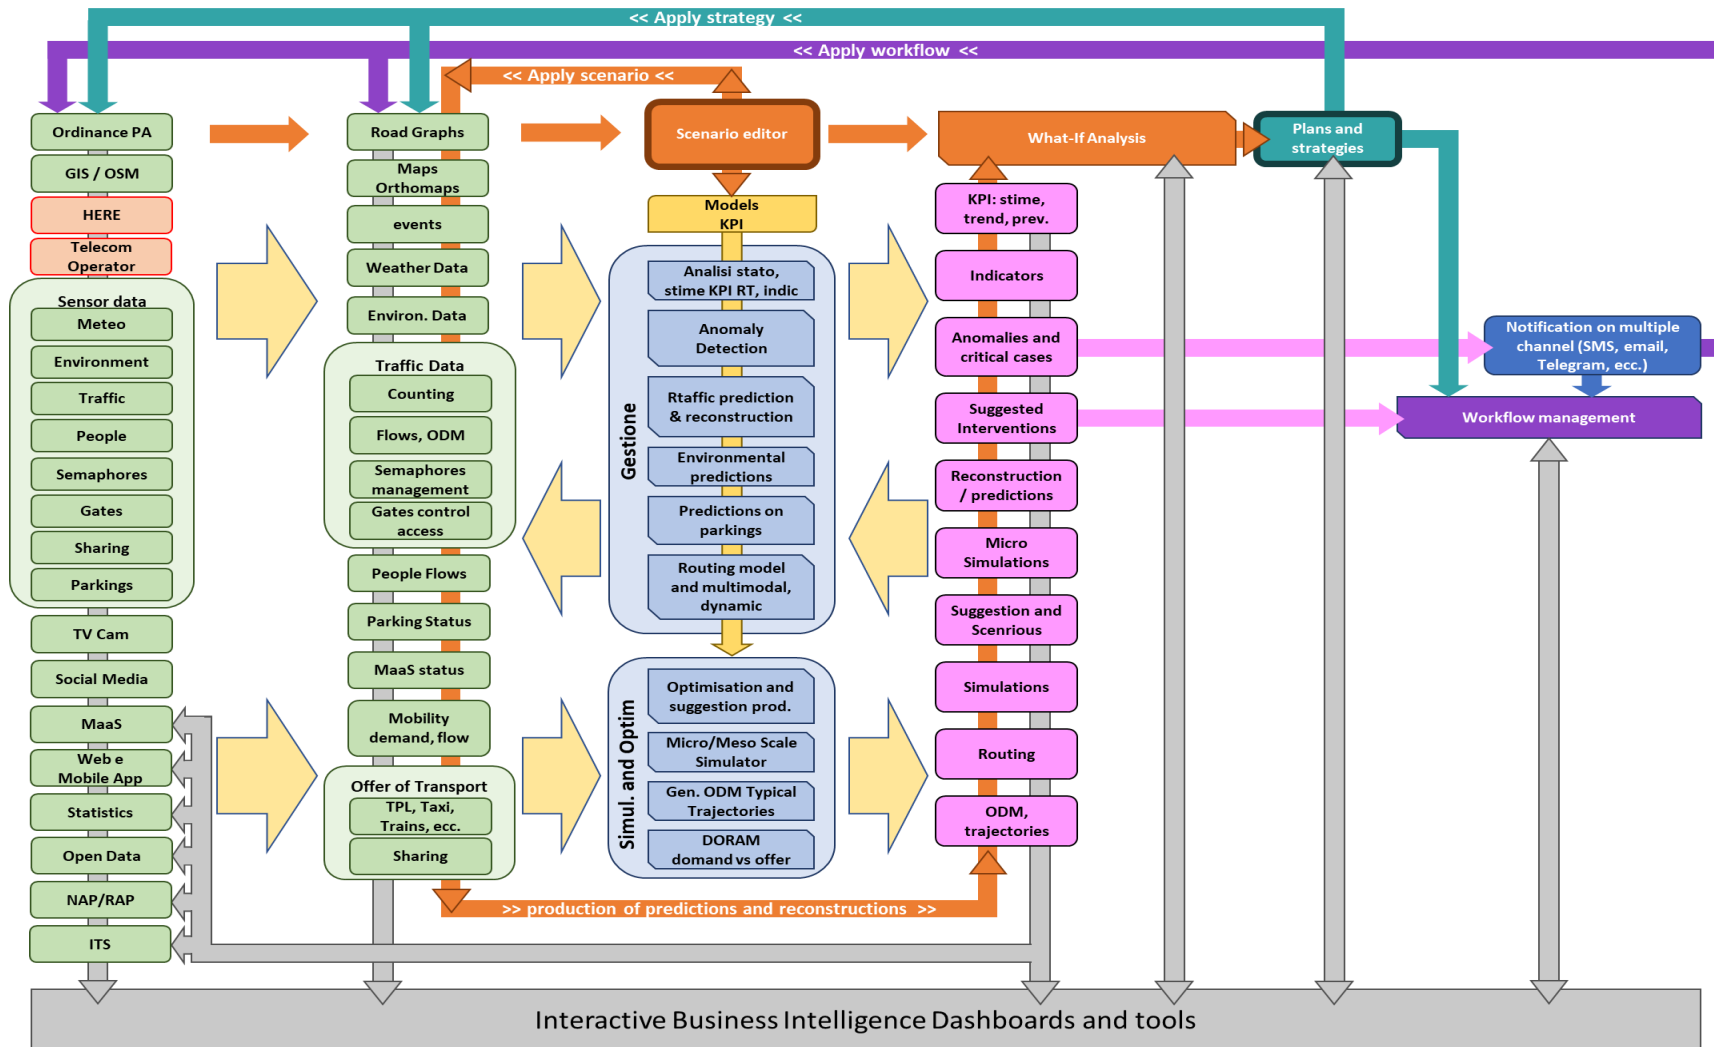 << Apply strategy <<
<< Apply workflow <<
<< Apply scenario <<
Ordinance PA
GIS / OSM
HERE
Telecom
Operator
Sensor data
Meteo
Environment
Traffic
People
Semaphores
Gates
Sharing
Parkings
TV Cam
Social Media
MaaS
Web e
Mobile App
Statistics
Open Data
NAP/RAP
ITS
Road Graphs
Maps
Orthomaps
events
Weather Data
Environ. Data
Traffic Data
Counting
Flows, ODM
Semaphores
management
Gates control
access
People Flows
Parking Status
MaaS status
Mobility
demand, flow
Offer of Transport
TPL, Taxi,
Trains, ecc.
Sharing
Scenario editor
Models
KPI
Gestione
Analisi stato,
stime KPI RT, indic
Anomaly
Detection
Rtaffic prediction
& reconstruction
Environmental
predictions
Predictions on
parkings
Routing model
and multimodal,
dynamic
Simul. and Optim
Optimisation and
suggestion prod.
Micro/Meso Scale
Simulator
Gen. ODM Typical
Trajectories
DORAM
domand vs offer
>> production of predictions and reconstructions >>
What-If Analysis
KPI: stime,
trend, prev.
Indicators
Anomalies and
critical cases
Suggested
Interventions
Reconstruction
/ predictions
Micro
Simulations
Suggestion and
Scenrious
Simulations
Routing
ODM,
trajectories
Plans and
strategies
Notification on multiple
channel (SMS, email,
Telegram, ecc.)
Workflow management
Interactive Business Intelligence Dashboards and tools